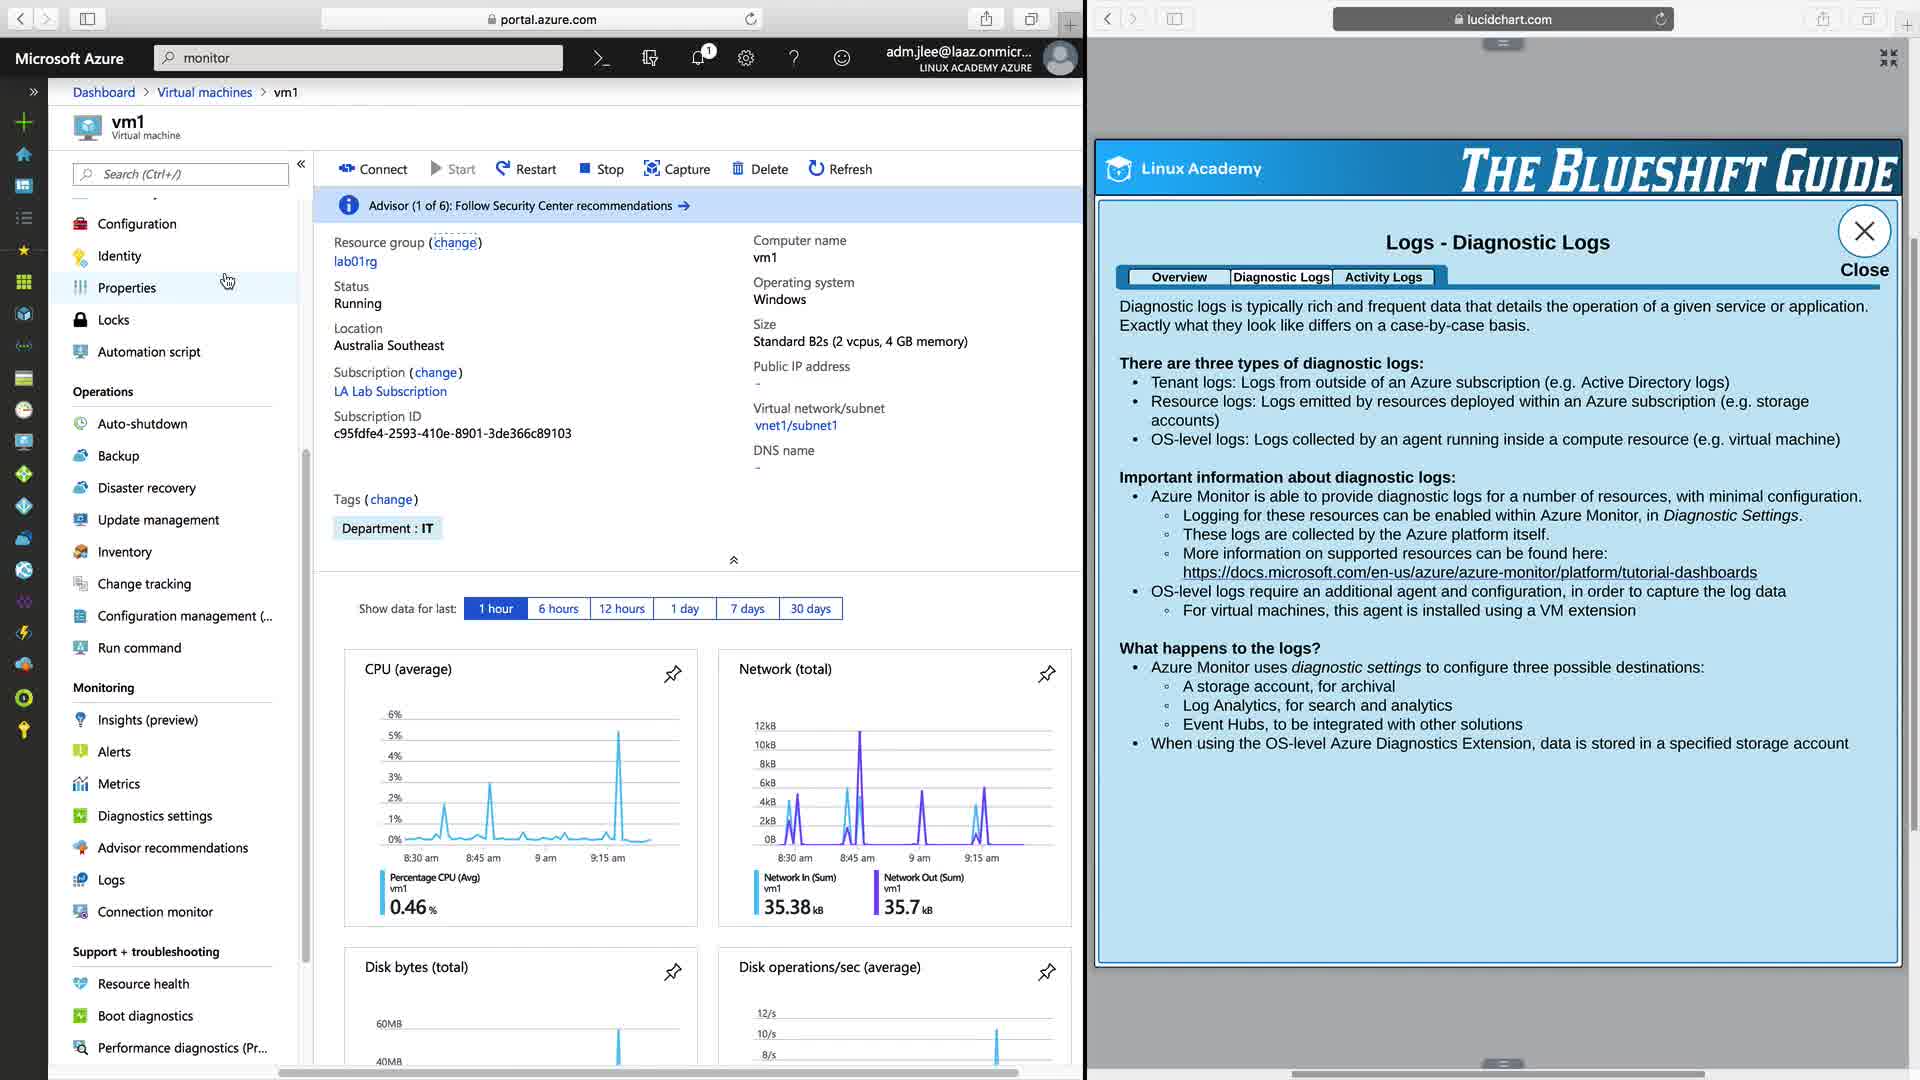 portal.azure.com
Microsoft Azure
monitor
1
adm.jlee@laaz.onmicr...
LINUX ACADEMY AZURE
Dashboard > Virtual machines > vm1
vm1
Virtual machine
Search (Ctrl+/)
Configuration
Identity
Properties
Locks
Automation script
Operations
Auto-shutdown
Backup
Disaster recovery
Update management
Inventory
Change tracking
Configuration management (...
Run command
Monitoring
Insights (preview)
Alerts
Metrics
Diagnostics settings
Advisor recommendations
Logs
Connection monitor
Support + troubleshooting
Resource health
Boot diagnostics
Performance diagnostics (Pr...
Connect Start Restart Stop Capture Delete Refresh
Advisor (1 of 6): Follow Security Center recommendations →
Resource group (change)
lab01rg
Status
Running
Location
Australia Southeast
Subscription (change)
LA Lab Subscription
Subscription ID
c95fdfe4-2593-410e-8901-3de366c89103
Computer name
vm1
Operating system
Windows
Size
Standard B2s (2 vcpus, 4 GB memory)
Public IP address
-
Virtual network/subnet
vnet1/subnet1
DNS name
-
Tags (change)
Department : IT
Show data for last: 1 hour 6 hours 12 hours 1 day 7 days 30 days
CPU (average)
6%
5%
4%
3%
2%
1%
0%
8:30 am 8:45 am 9 am 9:15 am
Percentage CPU (Avg)
vm1
0.46 %
Network (total)
12kB
10kB
8kB
6kB
4kB
2kB
0B
8:30 am 8:45 am 9 am 9:15 am
Network In (Sum)
vm1
35.38 kB
Network Out (Sum)
vm1
35.7 kB
Disk bytes (total)
60MB
40MB
Disk operations/sec (average)
12/s
10/s
8/s
lucidchart.com
Linux Academy
THE BLUESHIFT GUIDE
Close
Logs - Diagnostic Logs
Overview Diagnostic Logs Activity Logs
Diagnostic logs is typically rich and frequent data that details the operation of a given service or application.
Exactly what they look like differs on a case-by-case basis.
There are three types of diagnostic logs:
• Tenant logs: Logs from outside of an Azure subscription (e.g. Active Directory logs)
• Resource logs: Logs emitted by resources deployed within an Azure subscription (e.g. storage
accounts)
• OS-level logs: Logs collected by an agent running inside a compute resource (e.g. virtual machine)
Important information about diagnostic logs:
• Azure Monitor is able to provide diagnostic logs for a number of resources, with minimal configuration.
◦ Logging for these resources can be enabled within Azure Monitor, in Diagnostic Settings.
◦ These logs are collected by the Azure platform itself.
◦ More information on supported resources can be found here:
https://docs.microsoft.com/en-us/azure/azure-monitor/platform/tutorial-dashboards
• OS-level logs require an additional agent and configuration, in order to capture the log data
◦ For virtual machines, this agent is installed using a VM extension
What happens to the logs?
• Azure Monitor uses diagnostic settings to configure three possible destinations:
◦ A storage account, for archival
◦ Log Analytics, for search and analytics
◦ Event Hubs, to be integrated with other solutions
• When using the OS-level Azure Diagnostics Extension, data is stored in a specified storage account